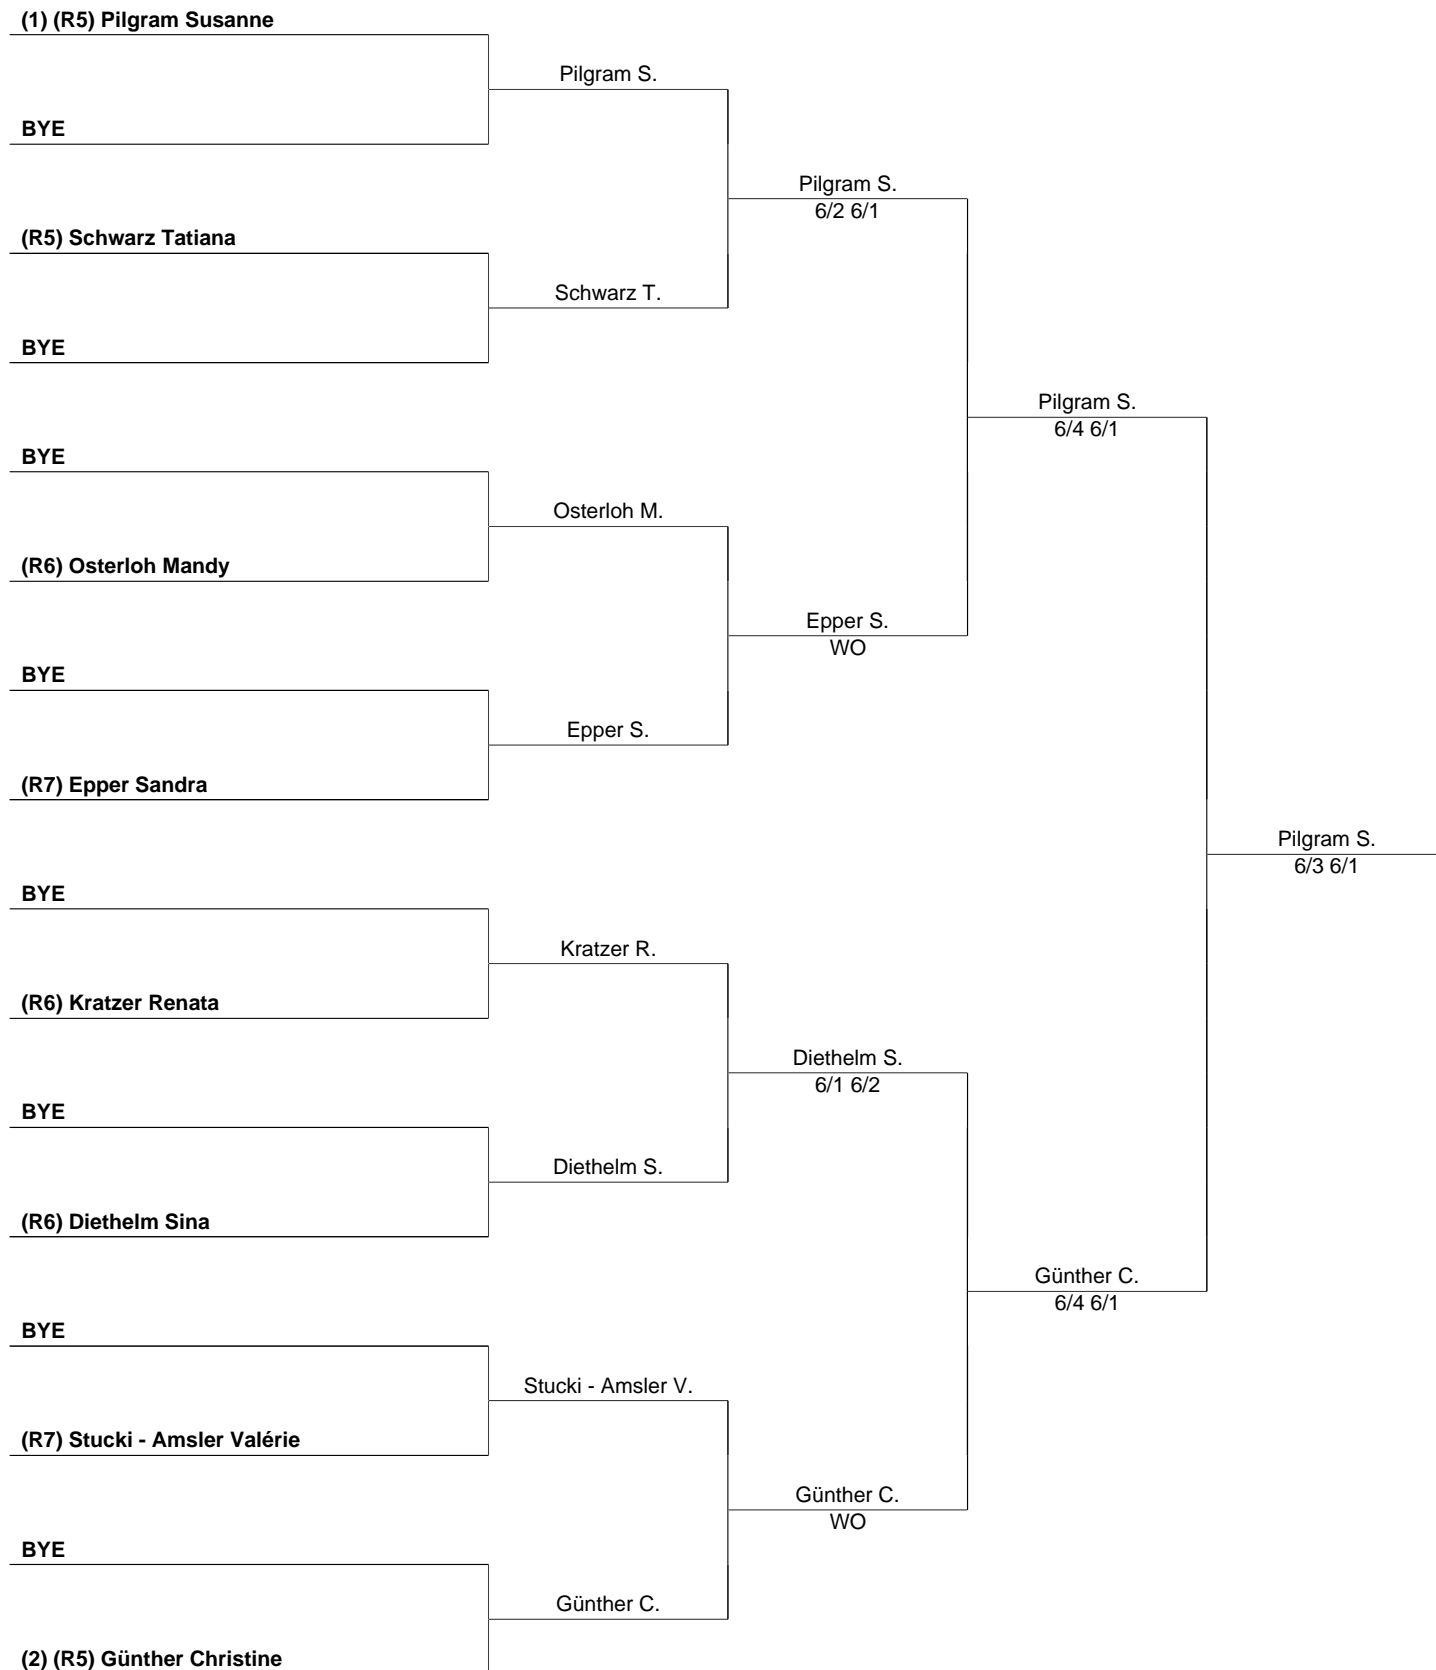 (1) (R5) Pilgram Susanne
Pilgram S.
BYE
Pilgram S.
6/2 6/1
(R5) Schwarz Tatiana
Schwarz T.
BYE
Pilgram S.
6/4 6/1
BYE
Osterloh M.
(R6) Osterloh Mandy
Epper S.
WO
BYE
Epper S.
(R7) Epper Sandra
Pilgram S.
6/3 6/1
BYE
Kratzer R.
(R6) Kratzer Renata
Diethelm S.
6/1 6/2
BYE
Diethelm S.
(R6) Diethelm Sina
Günther C.
6/4 6/1
BYE
Stucki - Amsler V.
(R7) Stucki - Amsler Valérie
Günther C.
WO
BYE
Günther C.
(2) (R5) Günther Christine